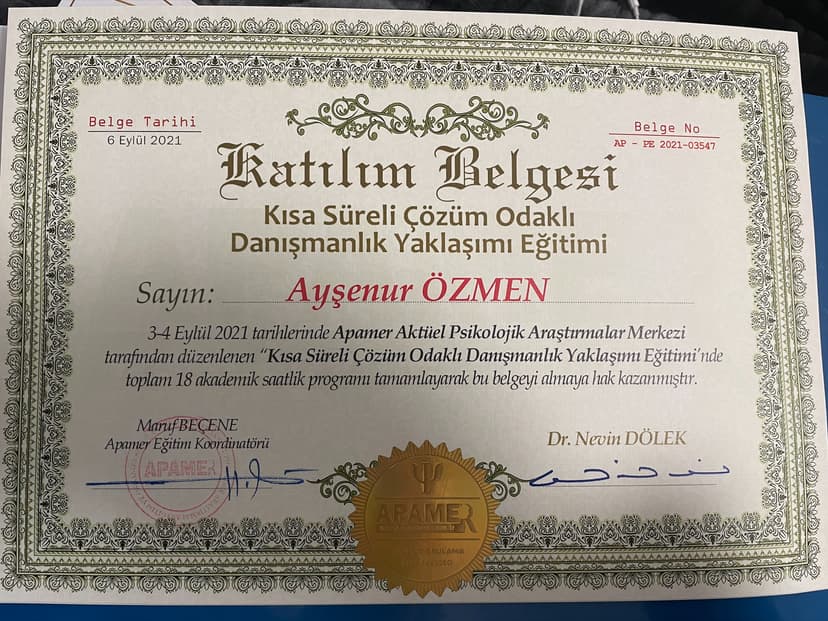 Belge Tarihi
6 Eylül 2021
Belge No
AP - PE 2021-03547
Katılım Belgesi
Kısa Süreli Çözüm Odaklı
Danışmanlık Yaklaşımı Eğitimi
Sayın: Ayşenur ÖZMEN
3-4 Eylül 2021 tarihlerinde Apamer Aktüel Psikolojik Araştırmalar Merkezi
tarafından düzenlenen “Kısa Süreli Çözüm Odaklı Danışmanlık Yaklaşımı Eğitimi’nde
toplam 18 akademik saatlik programı tamamlayarak bu belgeyi almaya hak kazanmıştır.
Maruf BEÇENE
Apamer Eğitim Koordinatörü
Dr. Nevin DÖLEK
APAMER
APAMER